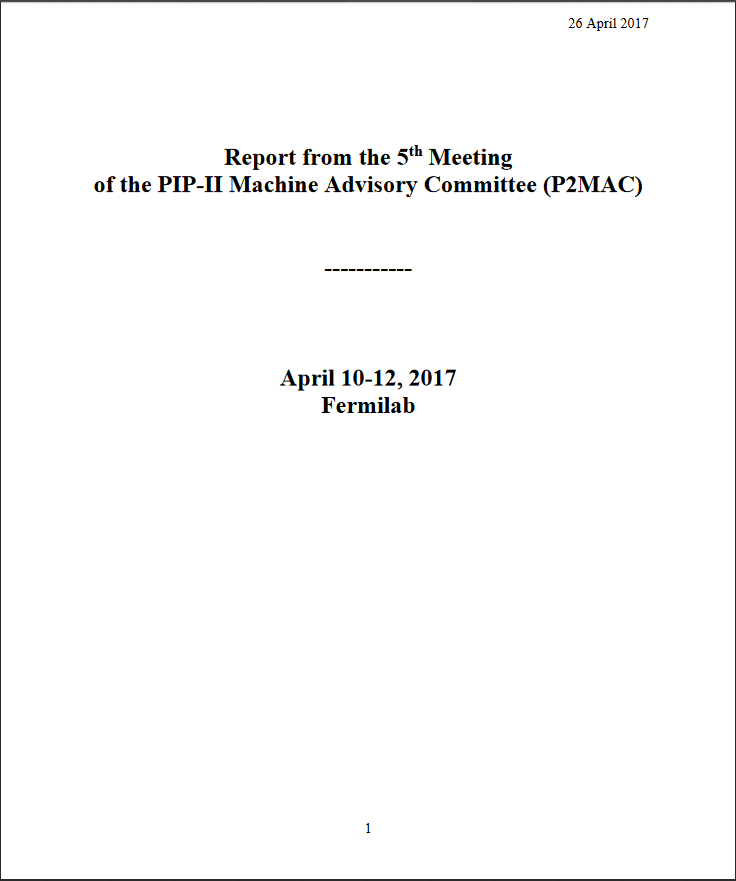 26 April 2017
Report from the 5th Meeting
of the PIP-II Machine Advisory Committee (P2MAC)
-----------
April 10-12, 2017
Fermilab
1